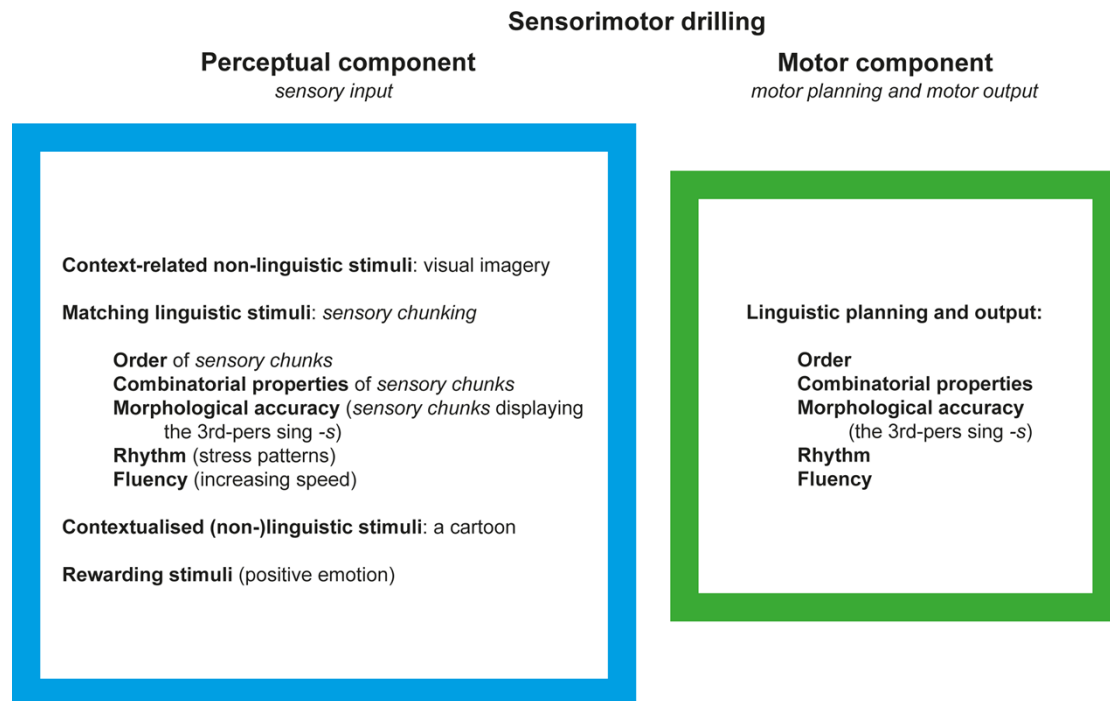 Sensorimotor drilling
Perceptual component
sensory input
Motor component
motor planning and motor output
Context-related non-linguistic stimuli: visual imagery
Matching linguistic stimuli: sensory chunking
Order of sensory chunks
Combinatorial properties of sensory chunks
Morphological accuracy (sensory chunks displaying
the 3rd-pers sing -s)
Rhythm (stress patterns)
Fluency (increasing speed)
Contextualised (non-)linguistic stimuli: a cartoon
Rewarding stimuli (positive emotion)
Linguistic planning and output:
Order
Combinatorial properties
Morphological accuracy
(the 3rd-pers sing -s)
Rhythm
Fluency